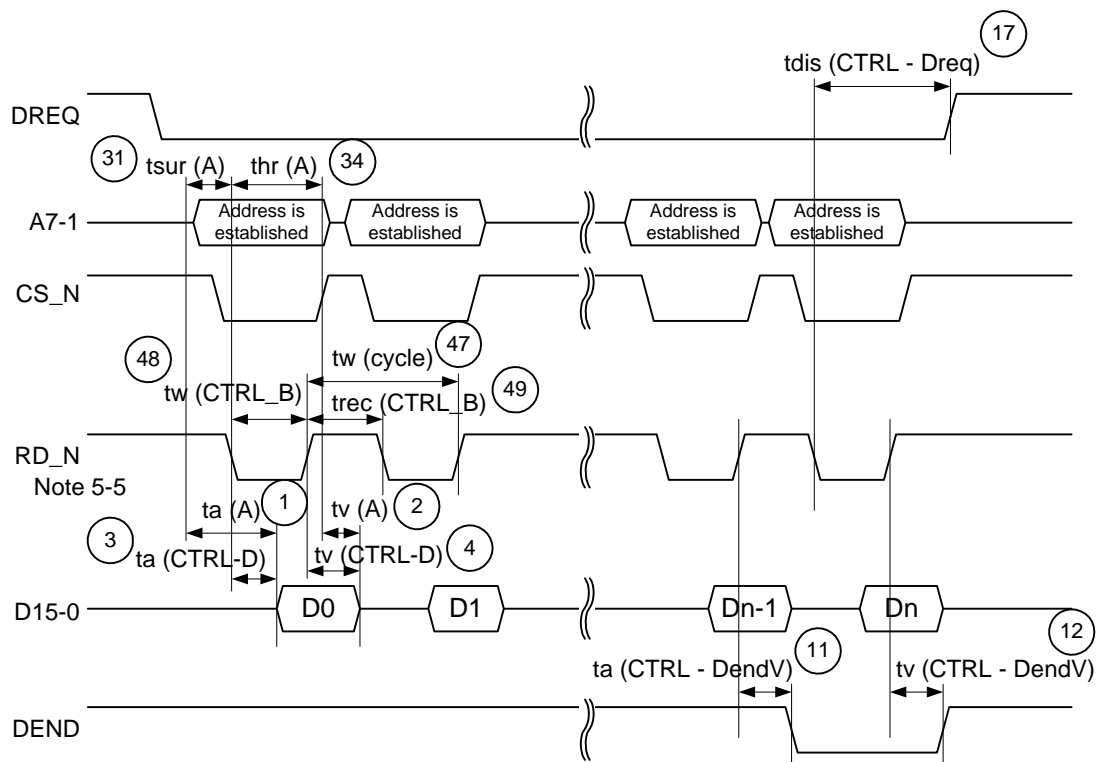 17
tdis (CTRL - Dreq)
DREQ
31
tsur (A)
thr (A)
34
A7-1
Address is
established
Address is
established
Address is
established
Address is
established
CS_N
47
48
tw (cycle)
49
tw (CTRL_B)
trec (CTRL_B)
RD_N
Note 5-5
1
2
ta (A)
tv (A)
3
4
ta (CTRL-D)
tv (CTRL-D)
D15-0
D0
D1
Dn-1
Dn
12
11
ta (CTRL - DendV)
tv (CTRL - DendV)
DEND